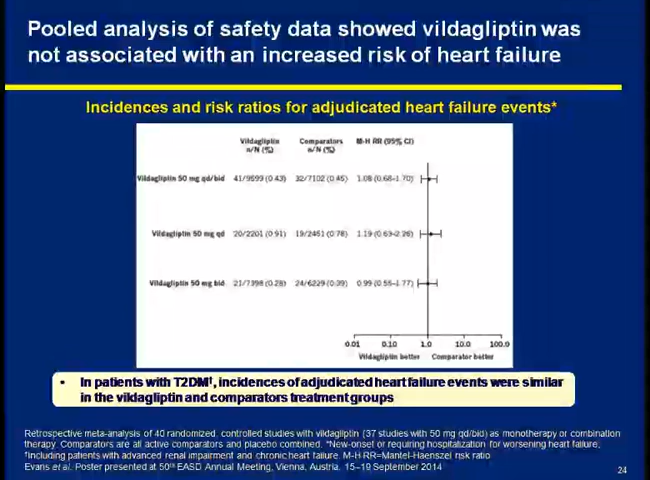 Pooled analysis of safety data showed vildagliptin was
not associated with an increased risk of heart failure
Incidences and risk ratios for adjudicated heart failure events*
Vildagliptin n/N (%) Comparators n/N (%) M-H RR (95% CI)
Vildagliptin 50 mg qd/bid 41/9599 (0.43) 32/7102 (0.45) 1.08 (0.68–1.70)
Vildagliptin 50 mg qd 20/2201 (0.91) 19/2451 (0.78) 1.19 (0.63–2.26)
Vildagliptin 50 mg bid 21/7398 (0.28) 24/6229 (0.39) 0.99 (0.55–1.77)
0.01 0.10 1.0 10.0 100.0
Vildagliptin better Comparator better
• In patients with T2DM†, incidences of adjudicated heart failure events were similar
in the vildagliptin and comparators treatment groups
Retrospective meta-analysis of 40 randomized, controlled studies with vildagliptin (37 studies with 50 mg qd/bid) as monotherapy or combination
therapy. Comparators are all active comparators and placebo combined. *New-onset or requiring hospitalization for worsening heart failure;
†Including patients with advanced renal impairment and chronic heart failure. M-H RR=Mantel-Haenszel risk ratio
Evans et al. Poster presented at 50th EASD Annual Meeting, Vienna, Austria, 15–19 September 2014
24